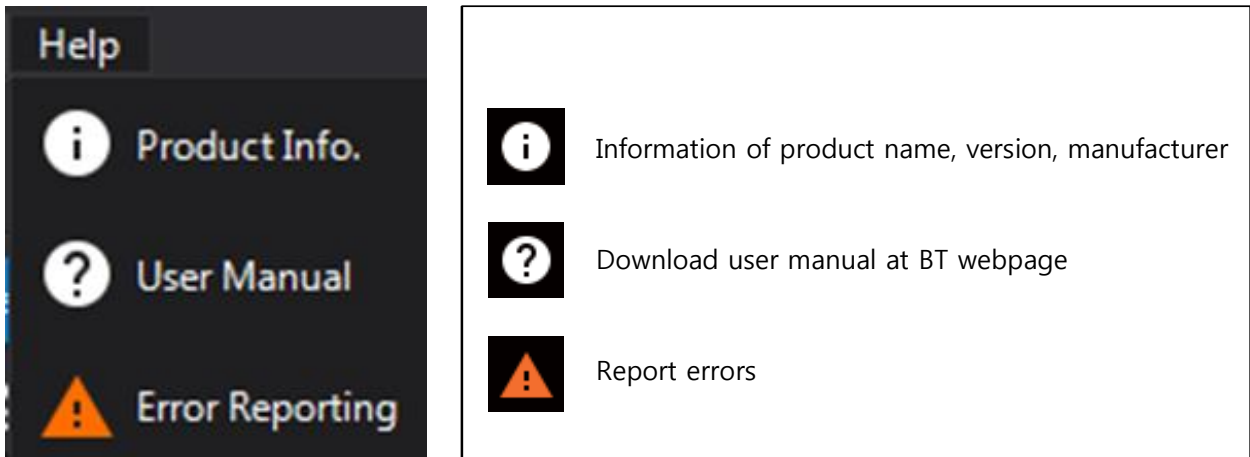 Help
Product Info.
User Manual
Error Reporting
Information of product name, version, manufacturer
Download user manual at BT webpage
Report errors